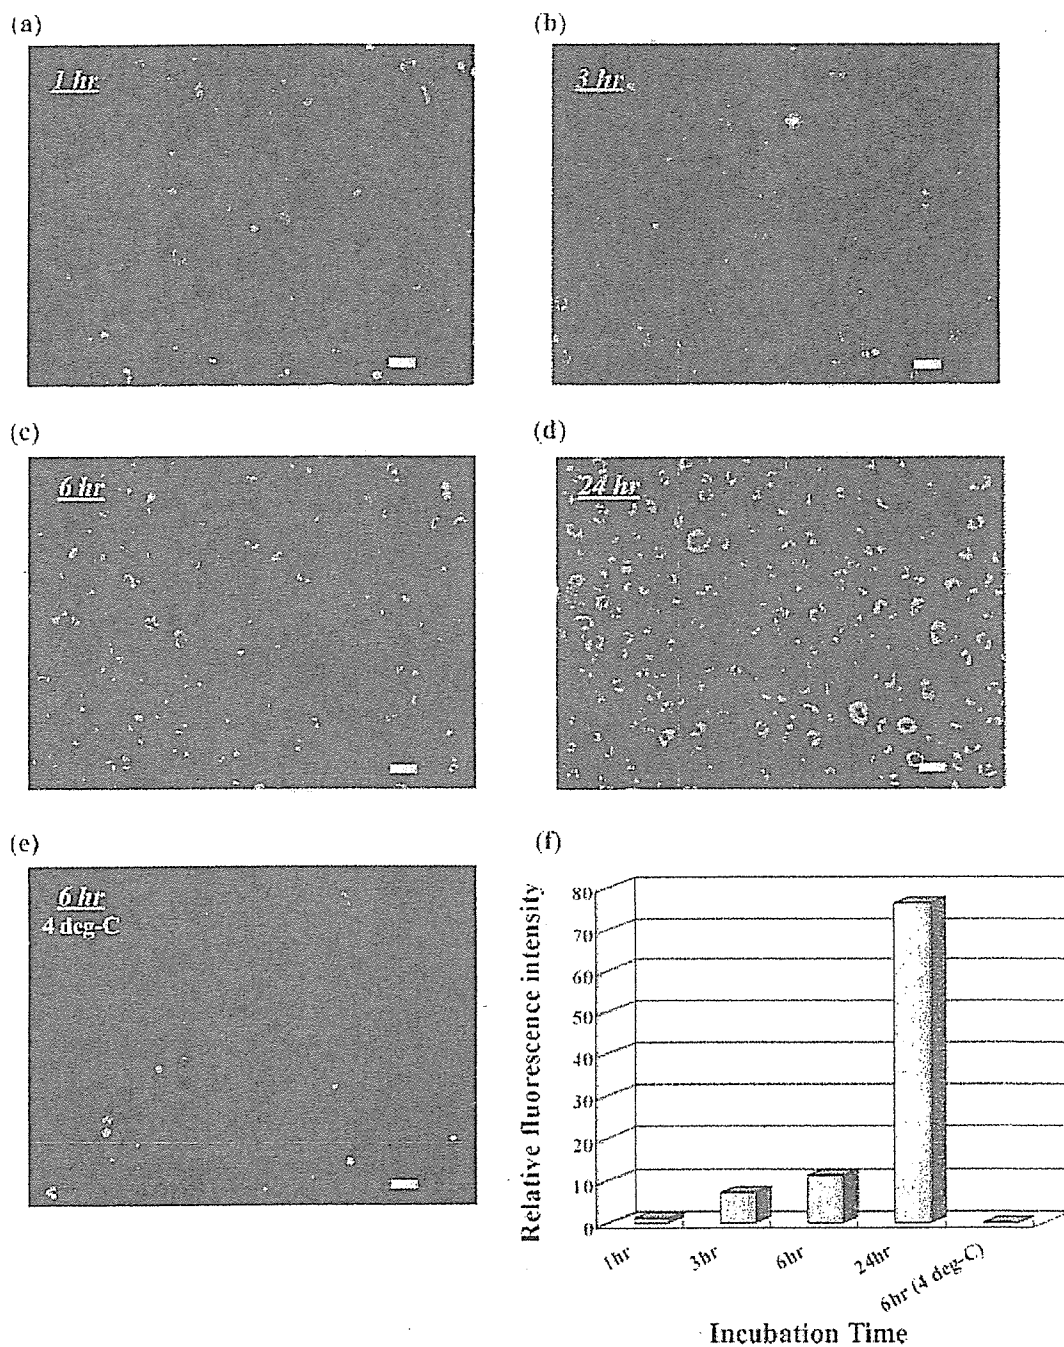 (a)
(b)
1 hr
3 hr
(c)
(d)
6 hr
24 hr
(e)
(f)
6 hr
4 deg-C
Relative fluorescence intensity
80
70
60
50
40
30
20
10
0
1hr
3hr
6hr
24hr
6hr (4 deg-C)
Incubation Time